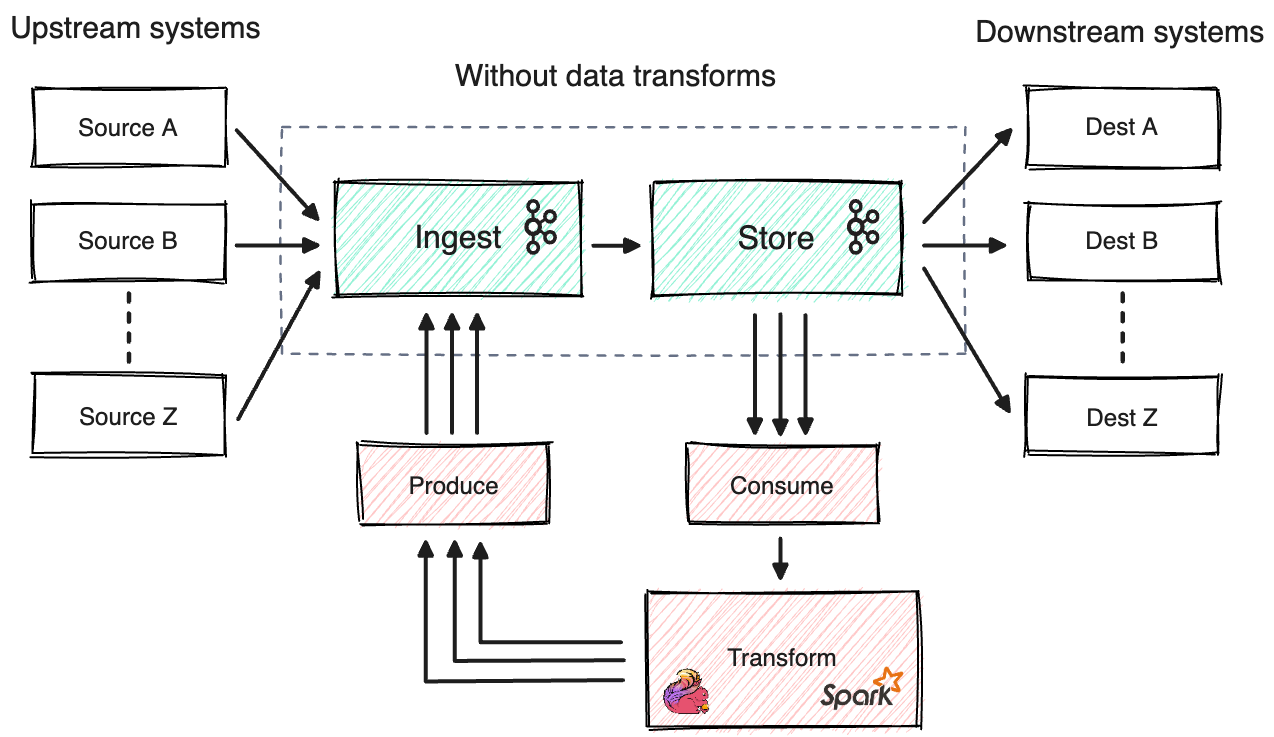 Upstream systems
Downstream systems
Without data transforms
Source A
Dest A
Ingest
Store
Source B
Dest B
Source Z
Dest Z
Produce
Consume
Transform
Spark